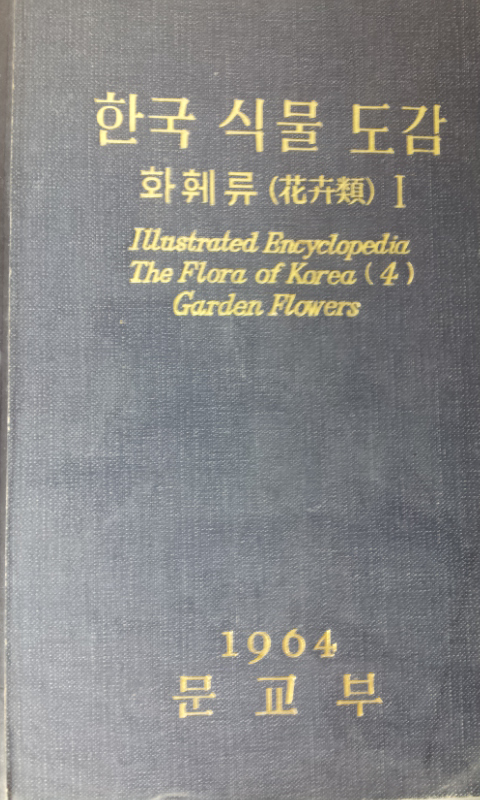 한국 식물 도감
화훼류 (花卉類) I
Illustrated Encyclopedia
The Flora of Korea (4)
Garden Flowers
1964
문교부